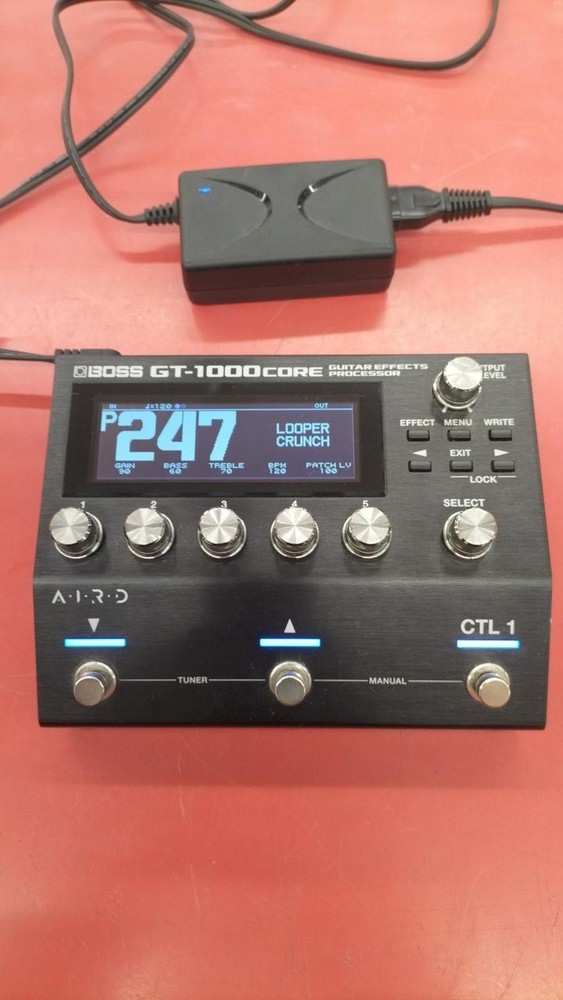 BOSS GT-1000CORE GUITAR EFFECTS PROCESSOR
OUTPUT LEVEL
IN ♩=120 OUT
P247
LOOPER
CRUNCH
GAIN BASS TREBLE BPM PATCH LV
90 60 70 120 100
EFFECT MENU WRITE
◄ EXIT ►
LOCK
1 2 3 4 5
SELECT
A·I·R·D
▼ ▲ CTL 1
TUNER MANUAL